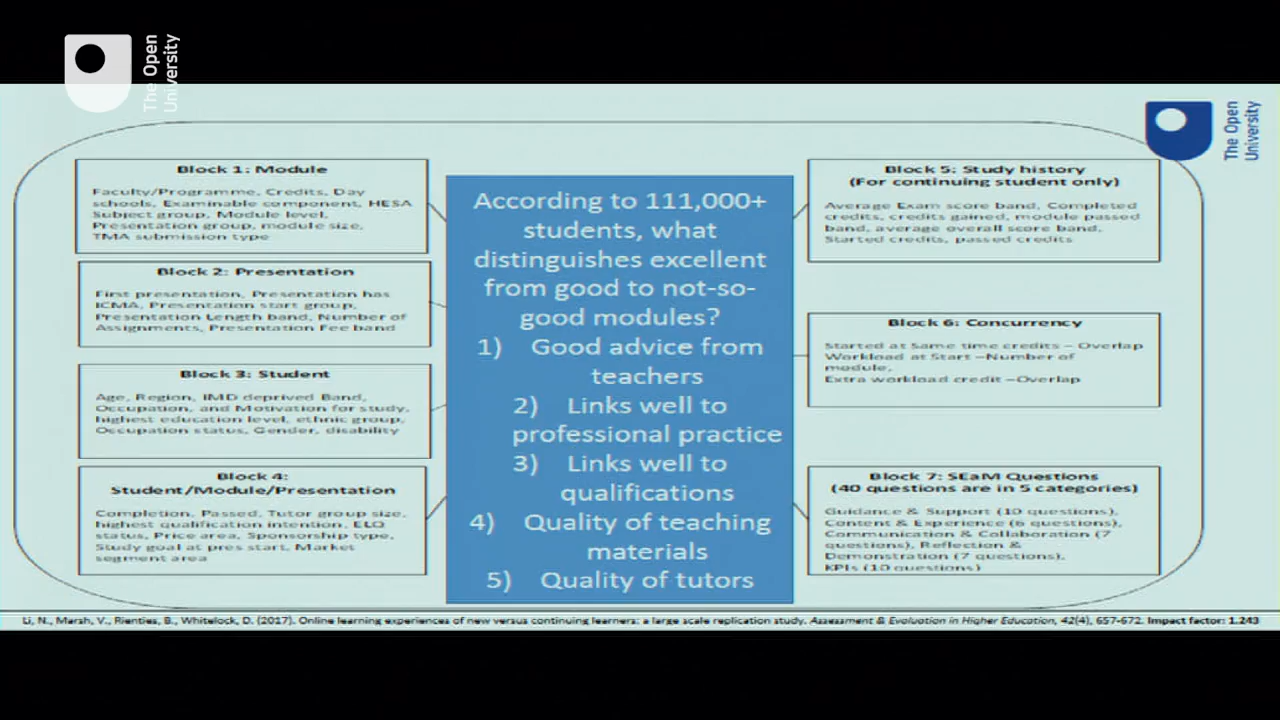 The Open
University
The Open
University
Block 1: Module
Faculty/Programme, Credits, Day
schools, Examinable component, HESA
Subject group, Module level,
Presentation group, module size,
TMA submission type
Block 2: Presentation
First presentation, Presentation has
ICMA, Presentation start group,
Presentation Length band, Number of
Assignments, Presentation Fee band
Block 3: Student
Age, Region, IMD deprived Band,
Occupation, and Motivation for study,
highest education level, ethnic group,
Occupation status, Gender, disability
Block 4:
Student/Module/Presentation
Completion, Passed, Tutor group size,
highest qualification intention, ELQ
status, Price area, Sponsorship type,
Study goal at pres start, Market
segment area
According to 111,000+
students, what
distinguishes excellent
from good to not-so-
good modules?
1) Good advice from
teachers
2) Links well to
professional practice
3) Links well to
qualifications
4) Quality of teaching
materials
5) Quality of tutors
Block 5: Study history
(For continuing student only)
Average Exam score band, Completed
credits, credits gained, module passed
band, average overall score band,
Started credits, passed credits
Block 6: Concurrency
Started at Same time credits – Overlap
Workload at Start –Number of
module,
Extra workload credit –Overlap
Block 7: SEaM Questions
(40 questions are in 5 categories)
Guidance & Support (10 questions),
Content & Experience (6 questions),
Communication & Collaboration (7
questions), Reflection &
Demonstration (7 questions),
KPIs (10 questions)
Li, N., Marsh, V., Rienties, B., Whitelock, D. (2017). Online learning experiences of new versus continuing learners: a large scale replication study. Assessment & Evaluation in Higher Education, 42(4), 657-672. Impact factor: 1.243